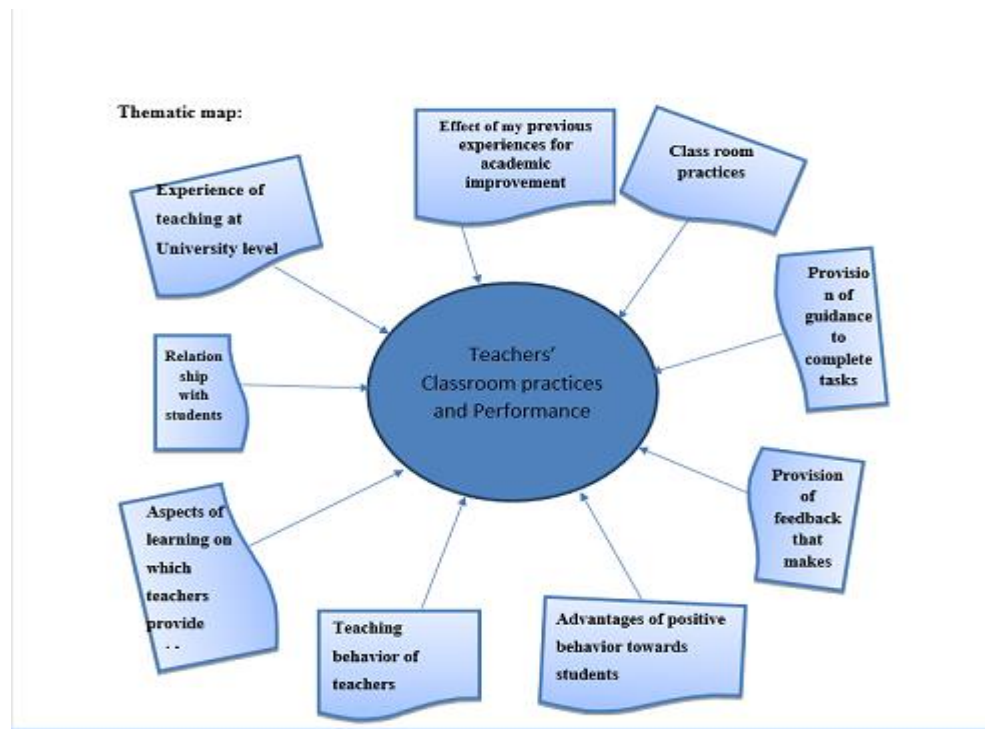 Thematic map:
Effect of my previous
experiences for
academic
improvement
Class room
practices
Experience of
teaching at
University level
Provisio
n of
guidance
to
complete
tasks
Teachers’
Classroom practices
and Performance
Relation
ship
with
students
Provision
of
feedback
that
makes
Aspects of
learning on
which
teachers
provide
Teaching
behavior of
teachers
Advantages of positive
behavior towards
students